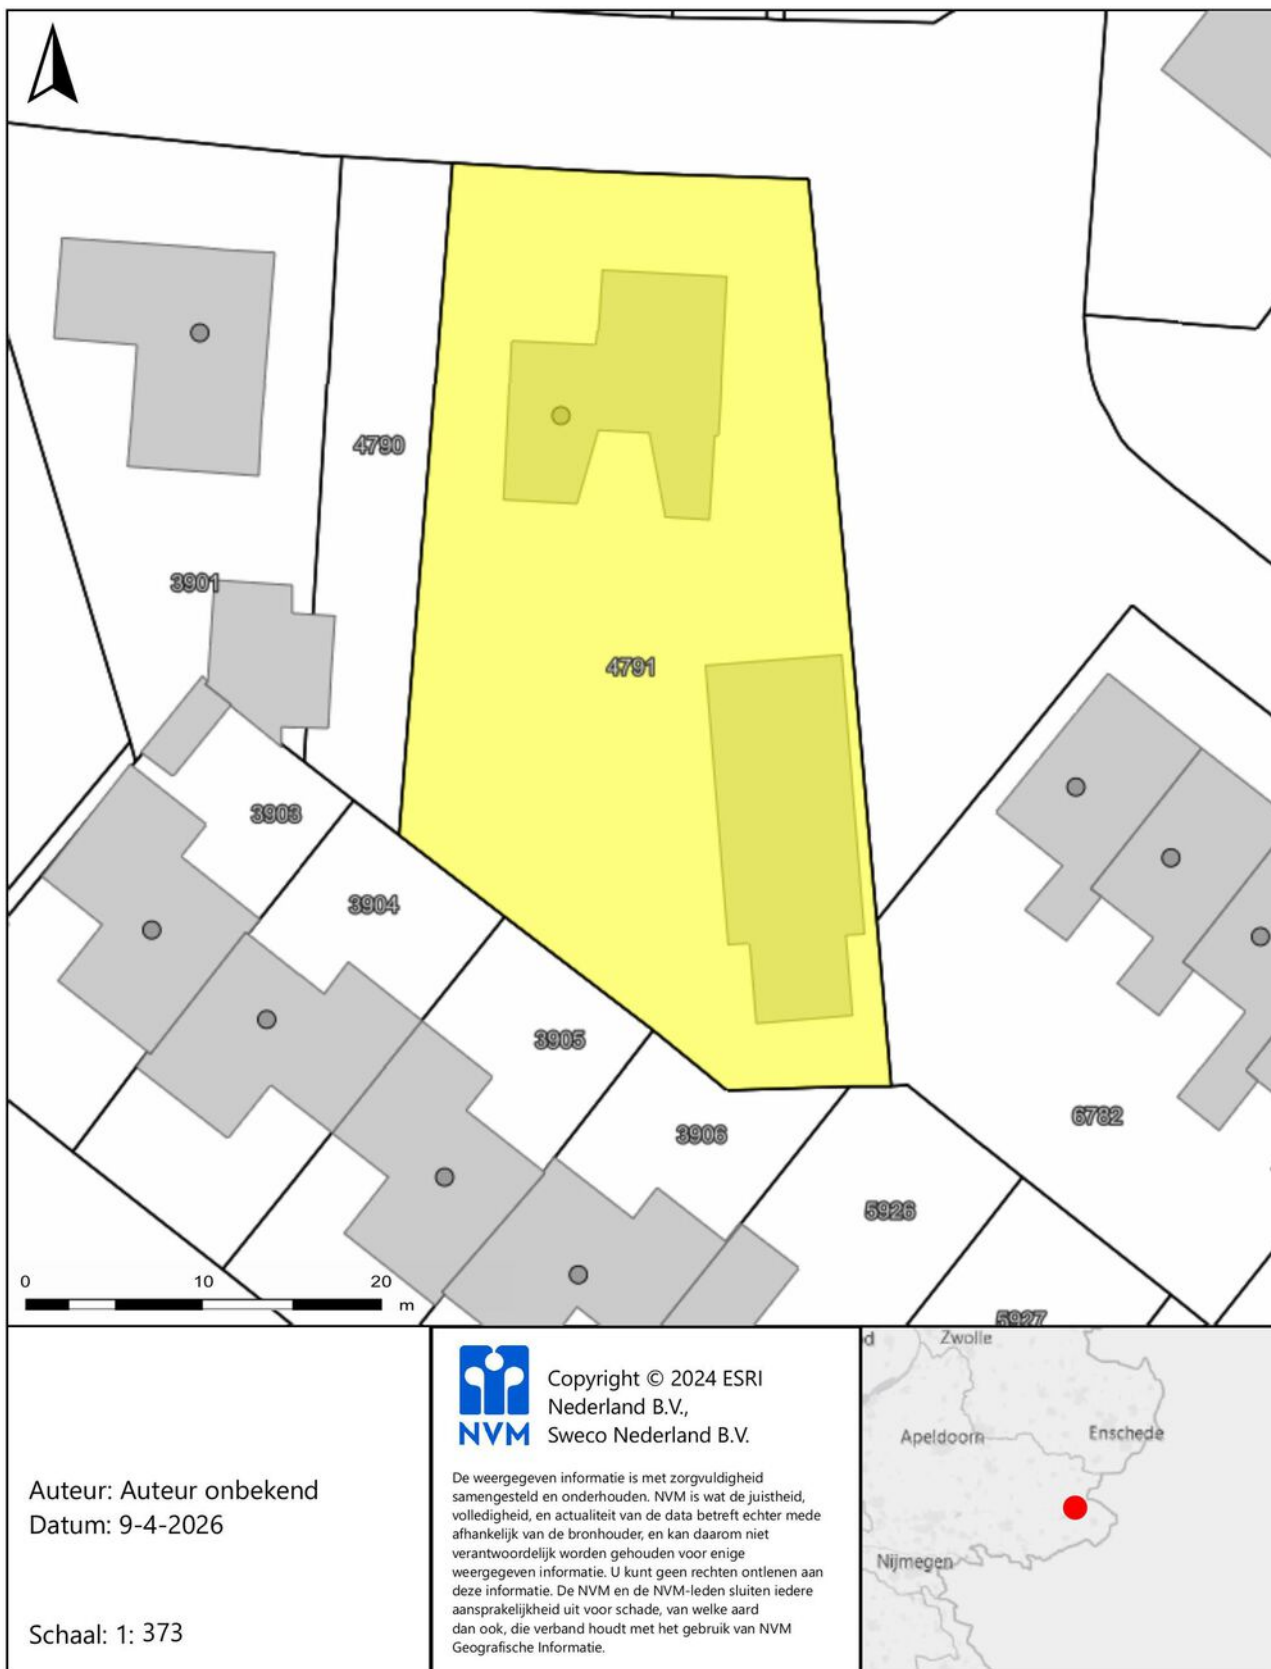 4790
3901
4791
3903
3904
3905
3906
6782
5926
5927
0 10 20
m
Auteur: Auteur onbekend
Datum: 9-4-2026
Schaal: 1: 373
NVM
Copyright © 2024 ESRI
Nederland B.V.,
Sweco Nederland B.V.
De weergegeven informatie is met zorgvuldigheid
samengesteld en onderhouden. NVM is wat de juistheid,
volledigheid, en actualiteit van de data betreft echter mede
afhankelijk van de bronhouder, en kan daarom niet
verantwoordelijk worden gehouden voor enige
weergegeven informatie. U kunt geen rechten ontlenen aan
deze informatie. De NVM en de NVM-leden sluiten iedere
aansprakelijkheid uit voor schade, van welke aard
dan ook, die verband houdt met het gebruik van NVM
Geografische Informatie.
d Zwolle
Apeldoorn Enschede
Nijmegen